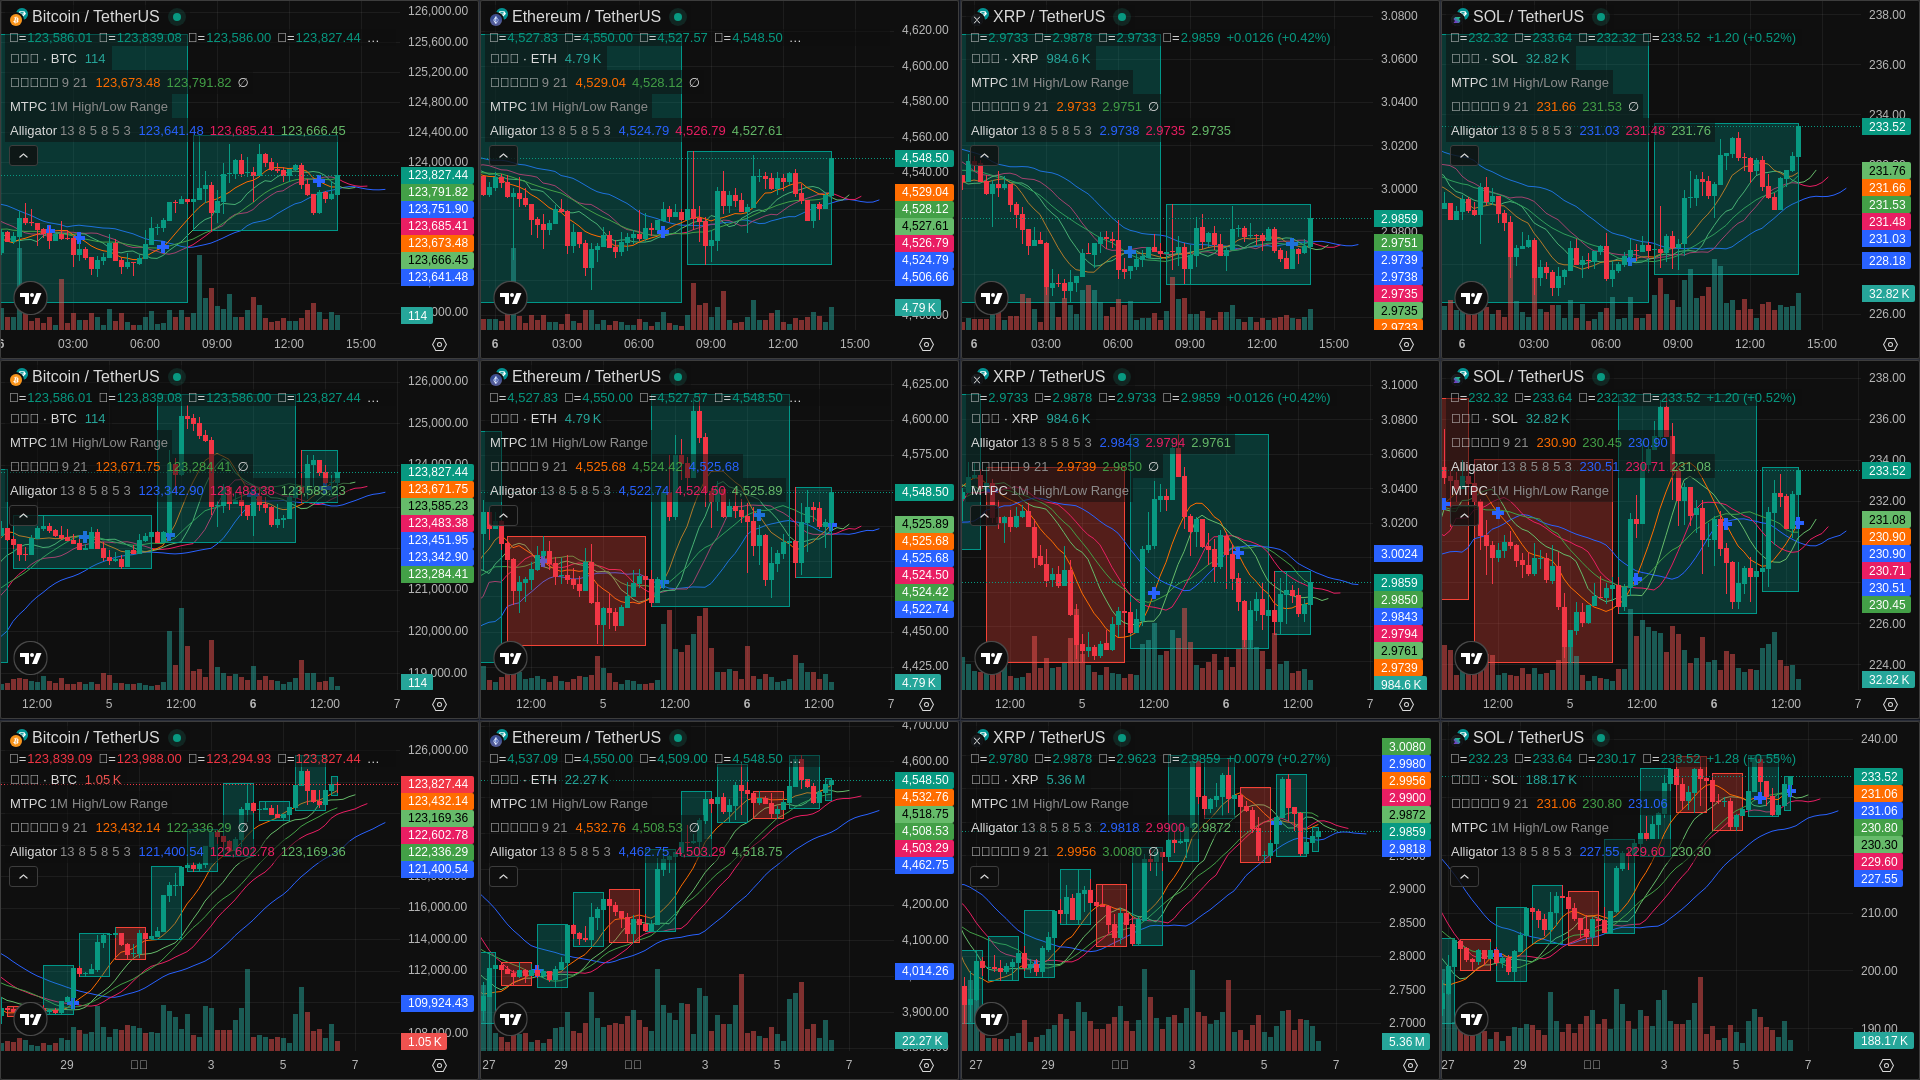 Bitcoin / TetherUS
=123,586.01 =123,839.08 =123,586.00 =123,827.44 ...
· BTC 114
9 21 123,673.48 123,791.82 ∅
MTPC 1M High/Low Range
Alligator 13 8 5 8 5 3 123,641.48 123,685.41 123,666.45
126,000.00
125,600.00
125,200.00
124,800.00
124,400.00
124,000.00
123,827.44
123,791.82
123,751.90
123,685.41
123,673.48
123,666.45
123,641.48
114
03:00 06:00 09:00 12:00 15:00
Ethereum / TetherUS
=4,527.83 =4,550.00 =4,527.57 =4,548.50 ...
· ETH 4.79 K
9 21 4,529.04 4,528.12 ∅
MTPC 1M High/Low Range
Alligator 13 8 5 8 5 3 4,524.79 4,526.79 4,527.61
4,620.00
4,600.00
4,580.00
4,560.00
4,548.50
4,540.00
4,529.04
4,528.12
4,527.61
4,526.79
4,524.79
4,506.66
4.79 K
6 03:00 06:00 09:00 12:00 15:00
XRP / TetherUS
=2.9733 =2.9878 =2.9733 =2.9859 +0.0126 (+0.42%)
· XRP 984.6 K
MTPC 1M High/Low Range
9 21 2.9733 2.9751 ∅
Alligator 13 8 5 8 5 3 2.9738 2.9735 2.9735
3.0800
3.0600
3.0400
3.0200
3.0000
2.9859
2.9800
2.9751
2.9739
2.9738
2.9735
2.9735
2.9733
6 03:00 06:00 09:00 12:00 15:00
SOL / TetherUS
=232.32 =233.64 =232.32 =233.52 +1.20 (+0.52%)
· SOL 32.82 K
MTPC 1M High/Low Range
9 21 231.66 231.53 ∅
Alligator 13 8 5 8 5 3 231.03 231.48 231.76
238.00
236.00
234.00
233.52
231.76
231.66
231.53
231.48
231.03
228.18
32.82 K
226.00
6 03:00 06:00 09:00 12:00 15:00
Bitcoin / TetherUS
=123,586.01 =123,839.08 =123,586.00 =123,827.44 ...
· BTC 114
MTPC 1M High/Low Range
9 21 123,671.75 123,284.41 ∅
Alligator 13 8 5 8 5 3 123,342.90 123,483.38 123,585.23
126,000.00
125,000.00
124,000.00
123,827.44
123,671.75
123,585.23
123,483.38
123,451.95
123,342.90
123,284.41
121,000.00
120,000.00
119,000.00
114
12:00 5 12:00 6 12:00 7
Ethereum / TetherUS
=4,527.83 =4,550.00 =4,527.57 =4,548.50 ...
· ETH 4.79 K
MTPC 1M High/Low Range
9 21 4,525.68 4,524.42 4,525.68
Alligator 13 8 5 8 5 3 4,522.74 4,524.50 4,525.89
4,625.00
4,600.00
4,575.00
4,548.50
4,525.89
4,525.68
4,525.68
4,524.50
4,524.42
4,522.74
4,450.00
4,425.00
4.79 K
12:00 5 12:00 6 12:00 7
XRP / TetherUS
=2.9733 =2.9878 =2.9733 =2.9859 +0.0126 (+0.42%)
· XRP 984.6 K
Alligator 13 8 5 8 5 3 2.9843 2.9794 2.9761
9 21 2.9739 2.9850 ∅
MTPC 1M High/Low Range
3.1000
3.0800
3.0600
3.0400
3.0200
3.0024
2.9859
2.9850
2.9843
2.9794
2.9761
2.9739
984.6 K
12:00 5 12:00 6 12:00 7
SOL / TetherUS
=232.32 =233.64 =232.32 =233.52 +1.20 (+0.52%)
· SOL 32.82 K
9 21 230.90 230.45 230.90
Alligator 13 8 5 8 5 3 230.51 230.71 231.08
MTPC 1M High/Low Range
238.00
236.00
233.52
232.00
231.08
230.90
230.90
230.71
230.51
230.45
226.00
224.00
32.82 K
12:00 5 12:00 6 12:00 7
Bitcoin / TetherUS
=123,839.09 =123,988.00 =123,294.93 =123,827.44 ...
· BTC 1.05 K
MTPC 1M High/Low Range
9 21 123,432.14 122,336.29 ∅
Alligator 13 8 5 8 5 3 121,400.54 122,602.78 123,169.36
126,000.00
123,827.44
123,432.14
123,169.36
122,602.78
122,336.29
121,400.54
116,000.00
114,000.00
112,000.00
109,924.43
108,000.00
1.05 K
29 3 5 7
Ethereum / TetherUS
=4,537.09 =4,550.00 =4,509.00 =4,548.50 ...
· ETH 22.27 K
MTPC 1M High/Low Range
9 21 4,532.76 4,508.53 ∅
Alligator 13 8 5 8 5 3 4,462.75 4,503.29 4,518.75
4,700.00
4,600.00
4,548.50
4,532.76
4,518.75
4,508.53
4,503.29
4,462.75
4,200.00
4,100.00
4,014.26
3,900.00
22.27 K
27 29 3 5 7
XRP / TetherUS
=2.9780 =2.9878 =2.9623 =2.9859 +0.0079 (+0.27%)
· XRP 5.36 M
MTPC 1M High/Low Range
Alligator 13 8 5 8 5 3 2.9818 2.9900 2.9872
9 21 2.9956 3.0080 ∅
3.0080
2.9980
2.9956
2.9900
2.9872
2.9859
2.9818
2.9000
2.8500
2.8000
2.7500
2.7000
5.36 M
27 29 3 5 7
SOL / TetherUS
=232.23 =233.64 =230.17 =233.52 +1.28 (+0.55%)
· SOL 188.17 K
9 21 231.06 230.80 231.06
MTPC 1M High/Low Range
Alligator 13 8 5 8 5 3 227.55 229.60 230.30
240.00
233.52
231.06
231.06
230.80
230.30
229.60
227.55
210.00
200.00
190.00
188.17 K
27 29 3 5 7